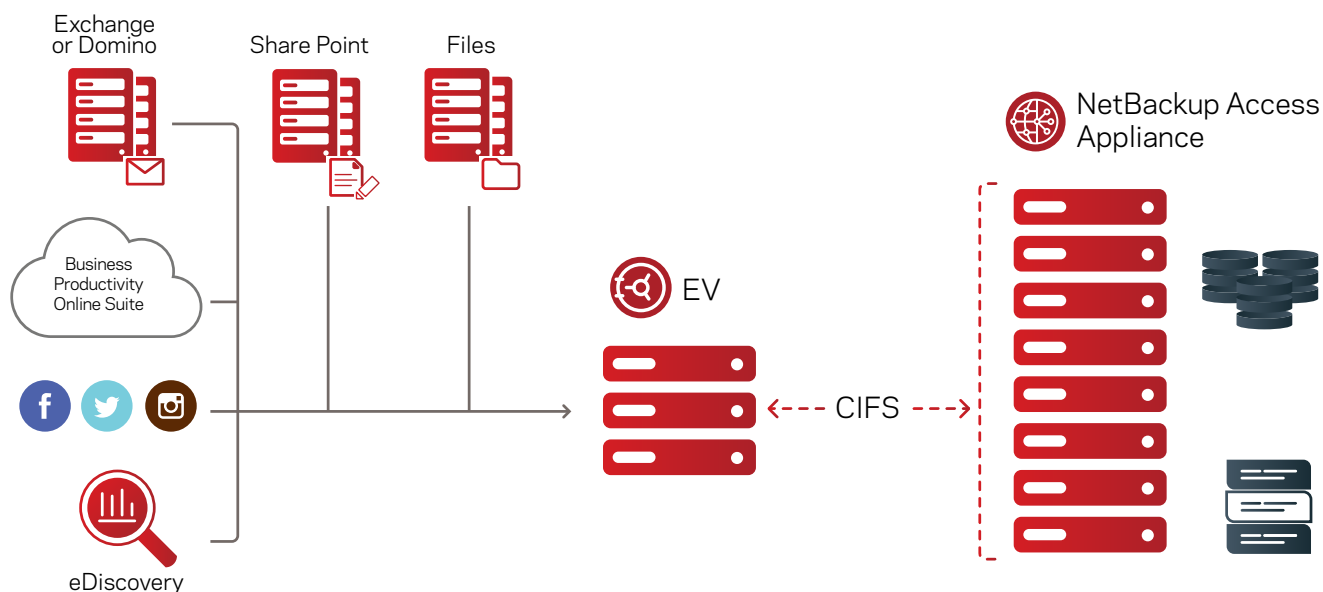 Exchange
or Domino
Share Point
Files
NetBackup Access
Appliance
Business
Productivity
Online Suite
EV
CIFS
f
eDiscovery